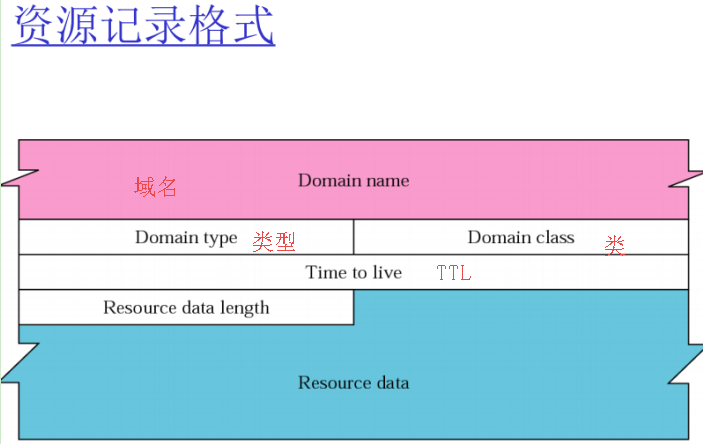 资源记录格式
域名 Domain name
Domain type 类型 Domain class 类
Time to live TTL
Resource data length
Resource data